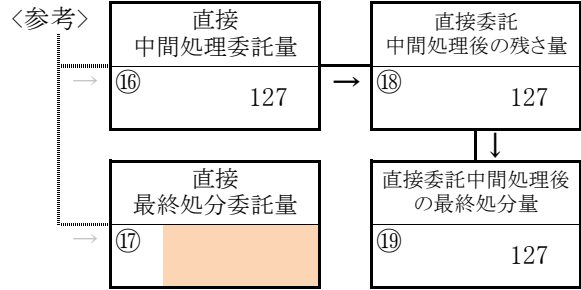 〈参考〉
直接
中間処理委託量
⑯
127
→
→
直接委託
中間処理後の残さ量
⑱
127
↓
直接
最終処分委託量
→
⑰
直接委託中間処理後
の最終処分量
⑲
127